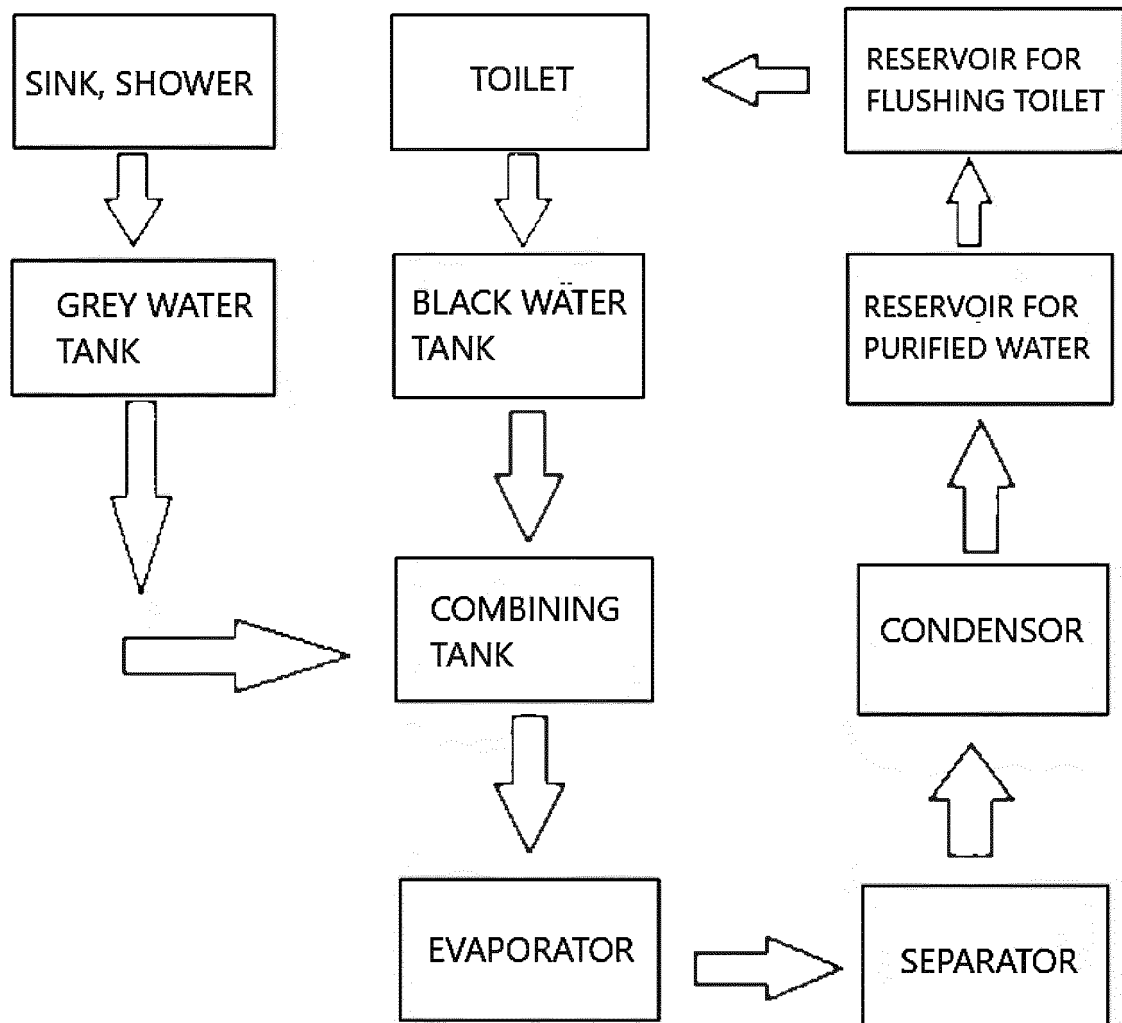 SINK, SHOWER
TOILET
RESERVOIR FOR
FLUSHING TOILET
GREY WATER
TANK
BLACK WATER
TANK
RESERVOIR FOR
PURIFIED WATER
COMBINING
TANK
CONDENSOR
EVAPORATOR
SEPARATOR